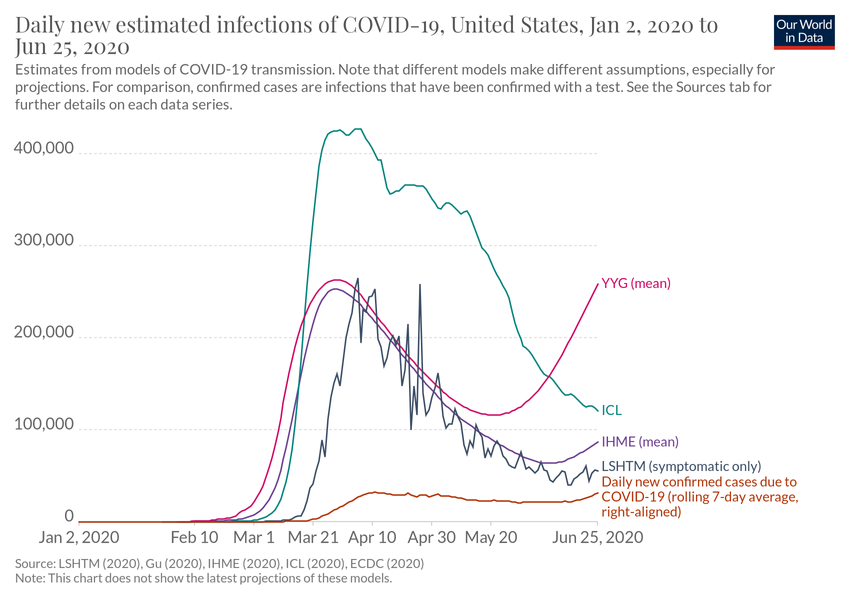 Daily new estimated infections of COVID-19, United States, Jan 2, 2020 to
Jun 25, 2020
Our World
in Data
Estimates from models of COVID-19 transmission. Note that different models make different assumptions, especially for
projections. For comparison, confirmed cases are infections that have been confirmed with a test. See the Sources tab for
further details on each data series.
400,000
300,000
200,000
100,000
0
YYG (mean)
ICL
IHME (mean)
LSHTM (symptomatic only)
Daily new confirmed cases due to
COVID-19 (rolling 7-day average,
right-aligned)
Jan 2, 2020
Feb 10
Mar 1
Mar 21
Apr 10
Apr 30
May 20
Jun 25, 2020
Source: LSHTM (2020), Gu (2020), IHME (2020), ICL (2020), ECDC (2020)
Note: This chart does not show the latest projections of these models.